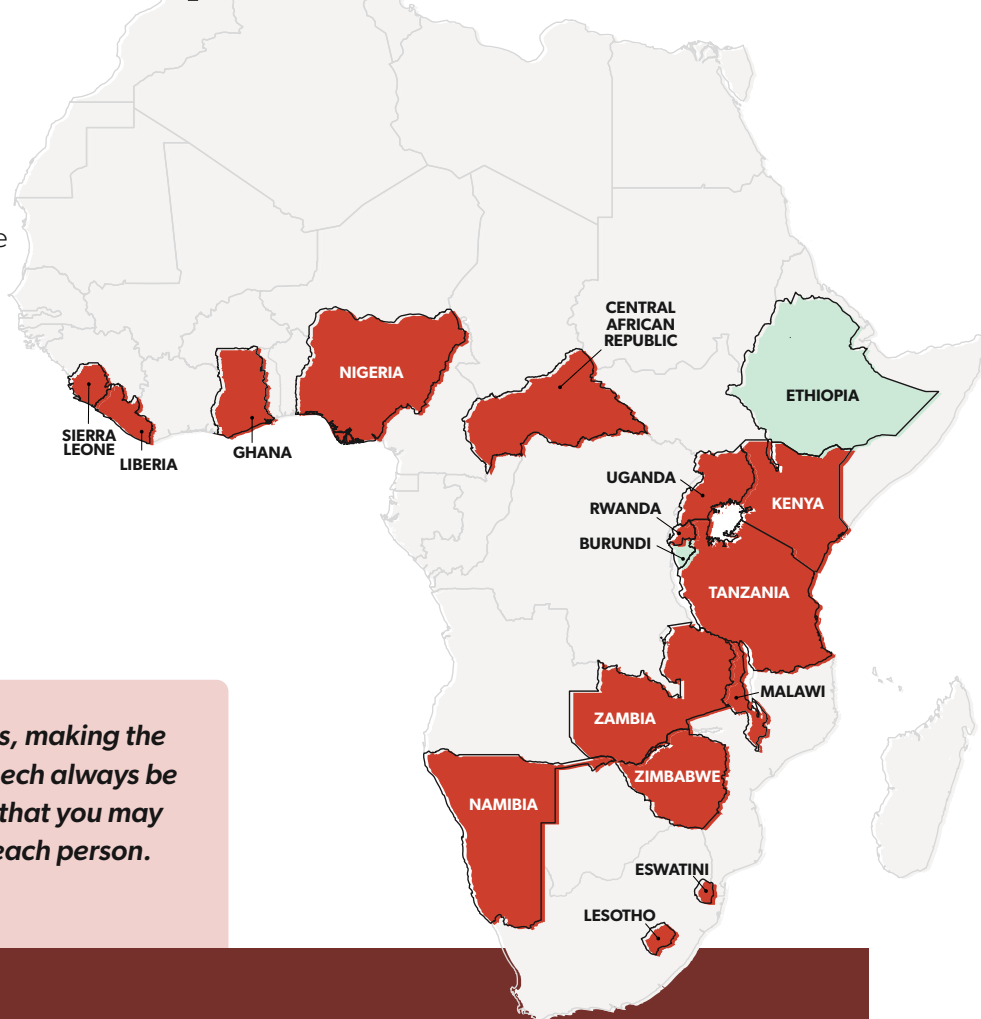 e
CENTRAL
AFRICAN
REPUBLIC
NIGERIA
ETHIOPIA
SIERRA
LEONE
LIBERIA
GHANA
UGANDA
KENYA
RWANDA
BURUNDI
TANZANIA
MALAWI
ZAMBIA
ZIMBABWE
NAMIBIA
ESWATINI
LESOTHO
s, making the
ech always be
that you may
each person.